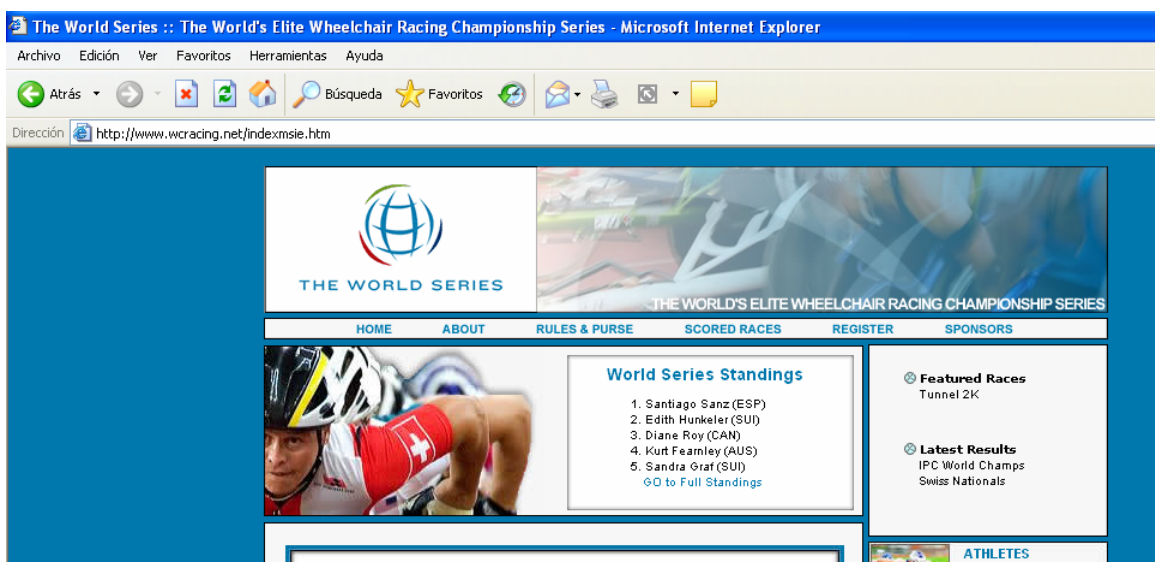 The World Series :: The World's Elite Wheelchair Racing Championship Series - Microsoft Internet Explorer
Archivo Edición Ver Favoritos Herramientas Ayuda
Atrás Búsqueda Favoritos
Dirección http://www.wcracing.net/indexmsie.htm
THE WORLD SERIES
THE WORLD'S ELITE WHEELCHAIR RACING CHAMPIONSHIP SERIES
HOME ABOUT RULES & PURSE SCORED RACES REGISTER SPONSORS
World Series Standings
1. Santiago Sanz (ESP)
2. Edith Hunkeler (SUI)
3. Diane Roy (CAN)
4. Kurt Fearnley (AUS)
5. Sandra Graf (SUI)
GO to Full Standings
Featured Races
Tunnel 2K
Latest Results
IPC World Champs
Swiss Nationals
ATHLETES